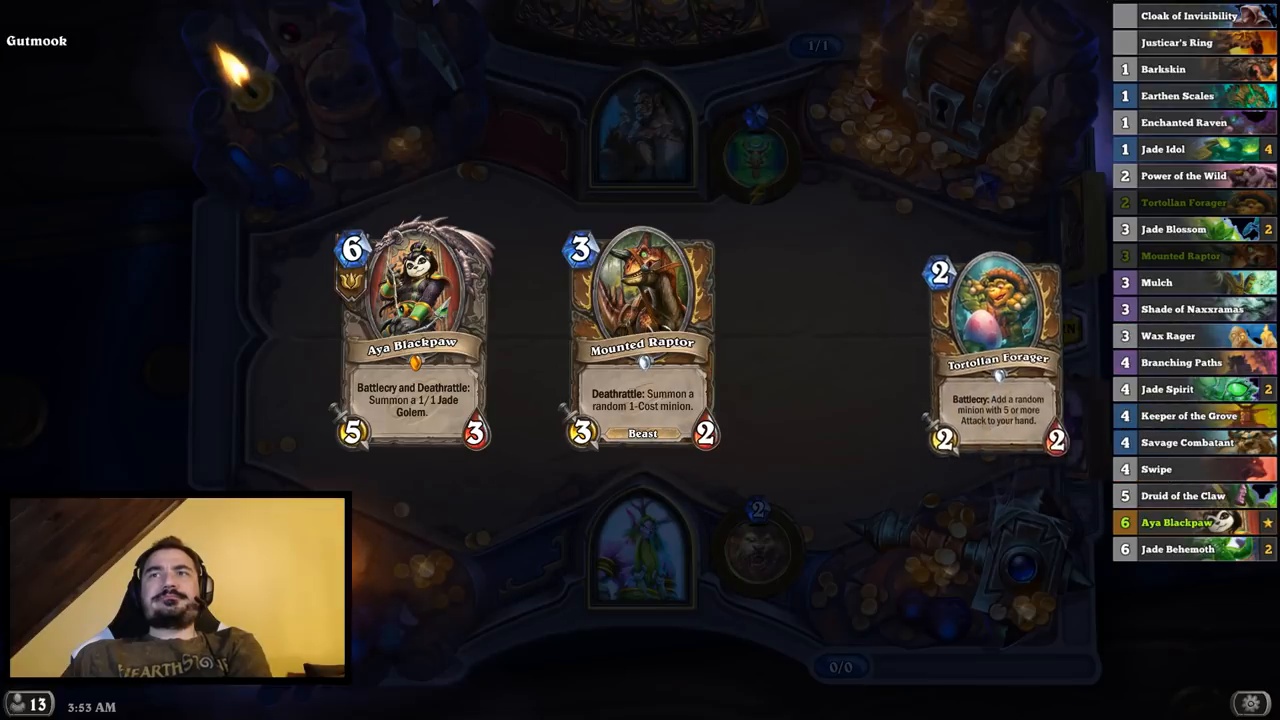 Gutmook
1/1
6
Aya Blackpaw
Battlecry and Deathrattle:
Summon a 1/1 Jade
Golem.
5
3
3
Mounted Raptor
Deathrattle: Summon a
random 1-Cost minion.
Beast
3
2
2
Tortollan Forager
Battlecry: Add a random
minion with 5 or more
Attack to your hand.
2
2
2
0/0
HEARTHSTONE
13
3:53 AM
Cloak of Invisibility
Justicar's Ring
1 Barkskin
1 Earthen Scales
1 Enchanted Raven
1 Jade Idol 4
2 Power of the Wild
2 Tortollan Forager
3 Jade Blossom 2
3 Mounted Raptor
3 Mulch
3 Shade of Naxxramas
3 Wax Rager
4 Branching Paths
4 Jade Spirit 2
4 Keeper of the Grove
4 Savage Combatant
4 Swipe
5 Druid of the Claw
6 Aya Blackpaw
6 Jade Behemoth 2